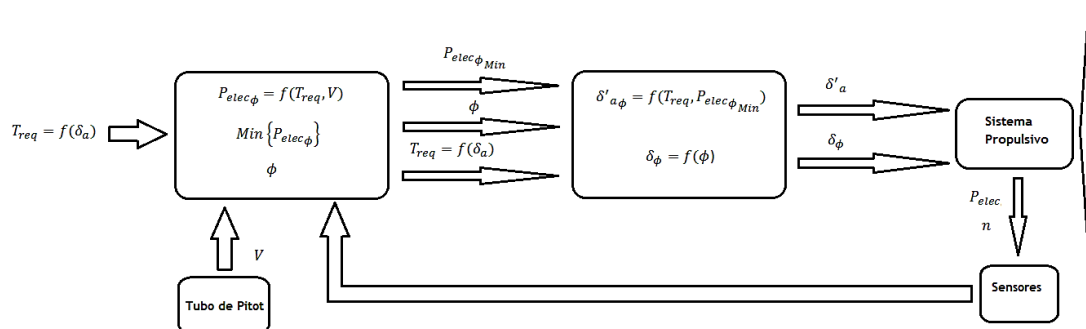 T_req = f(δ_a)
P_elec_ϕ = f(T_req, V)
Min{P_elec_ϕ}
ϕ
P_elec_ϕ_Min
ϕ
T_req = f(δ_a)
δ'_a_ϕ = f(T_req, P_elec_ϕ_Min)
δ_ϕ = f(ϕ)
δ'_a
δ_ϕ
Sistema
Propulsivo
P_elec
n
Sensores
V
Tubo de Pitot